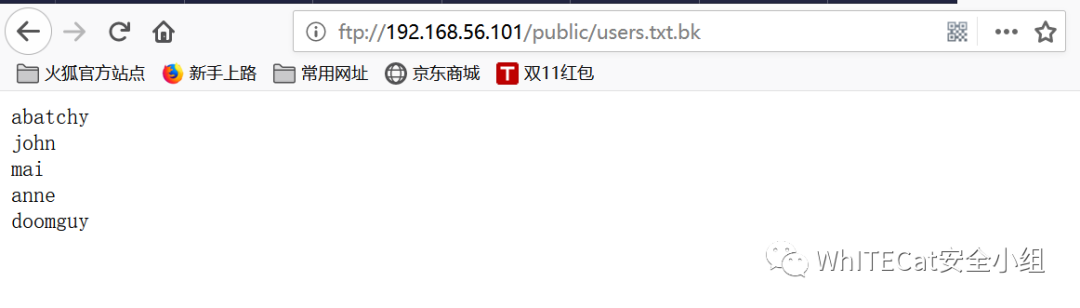 ftp://192.168.56.101/public/users.txt.bk
火狐官方站点 新手上路 常用网址 京东商城 T 双11红包
abatchy
john
mai
anne
doomguy
WhITECat安全小组